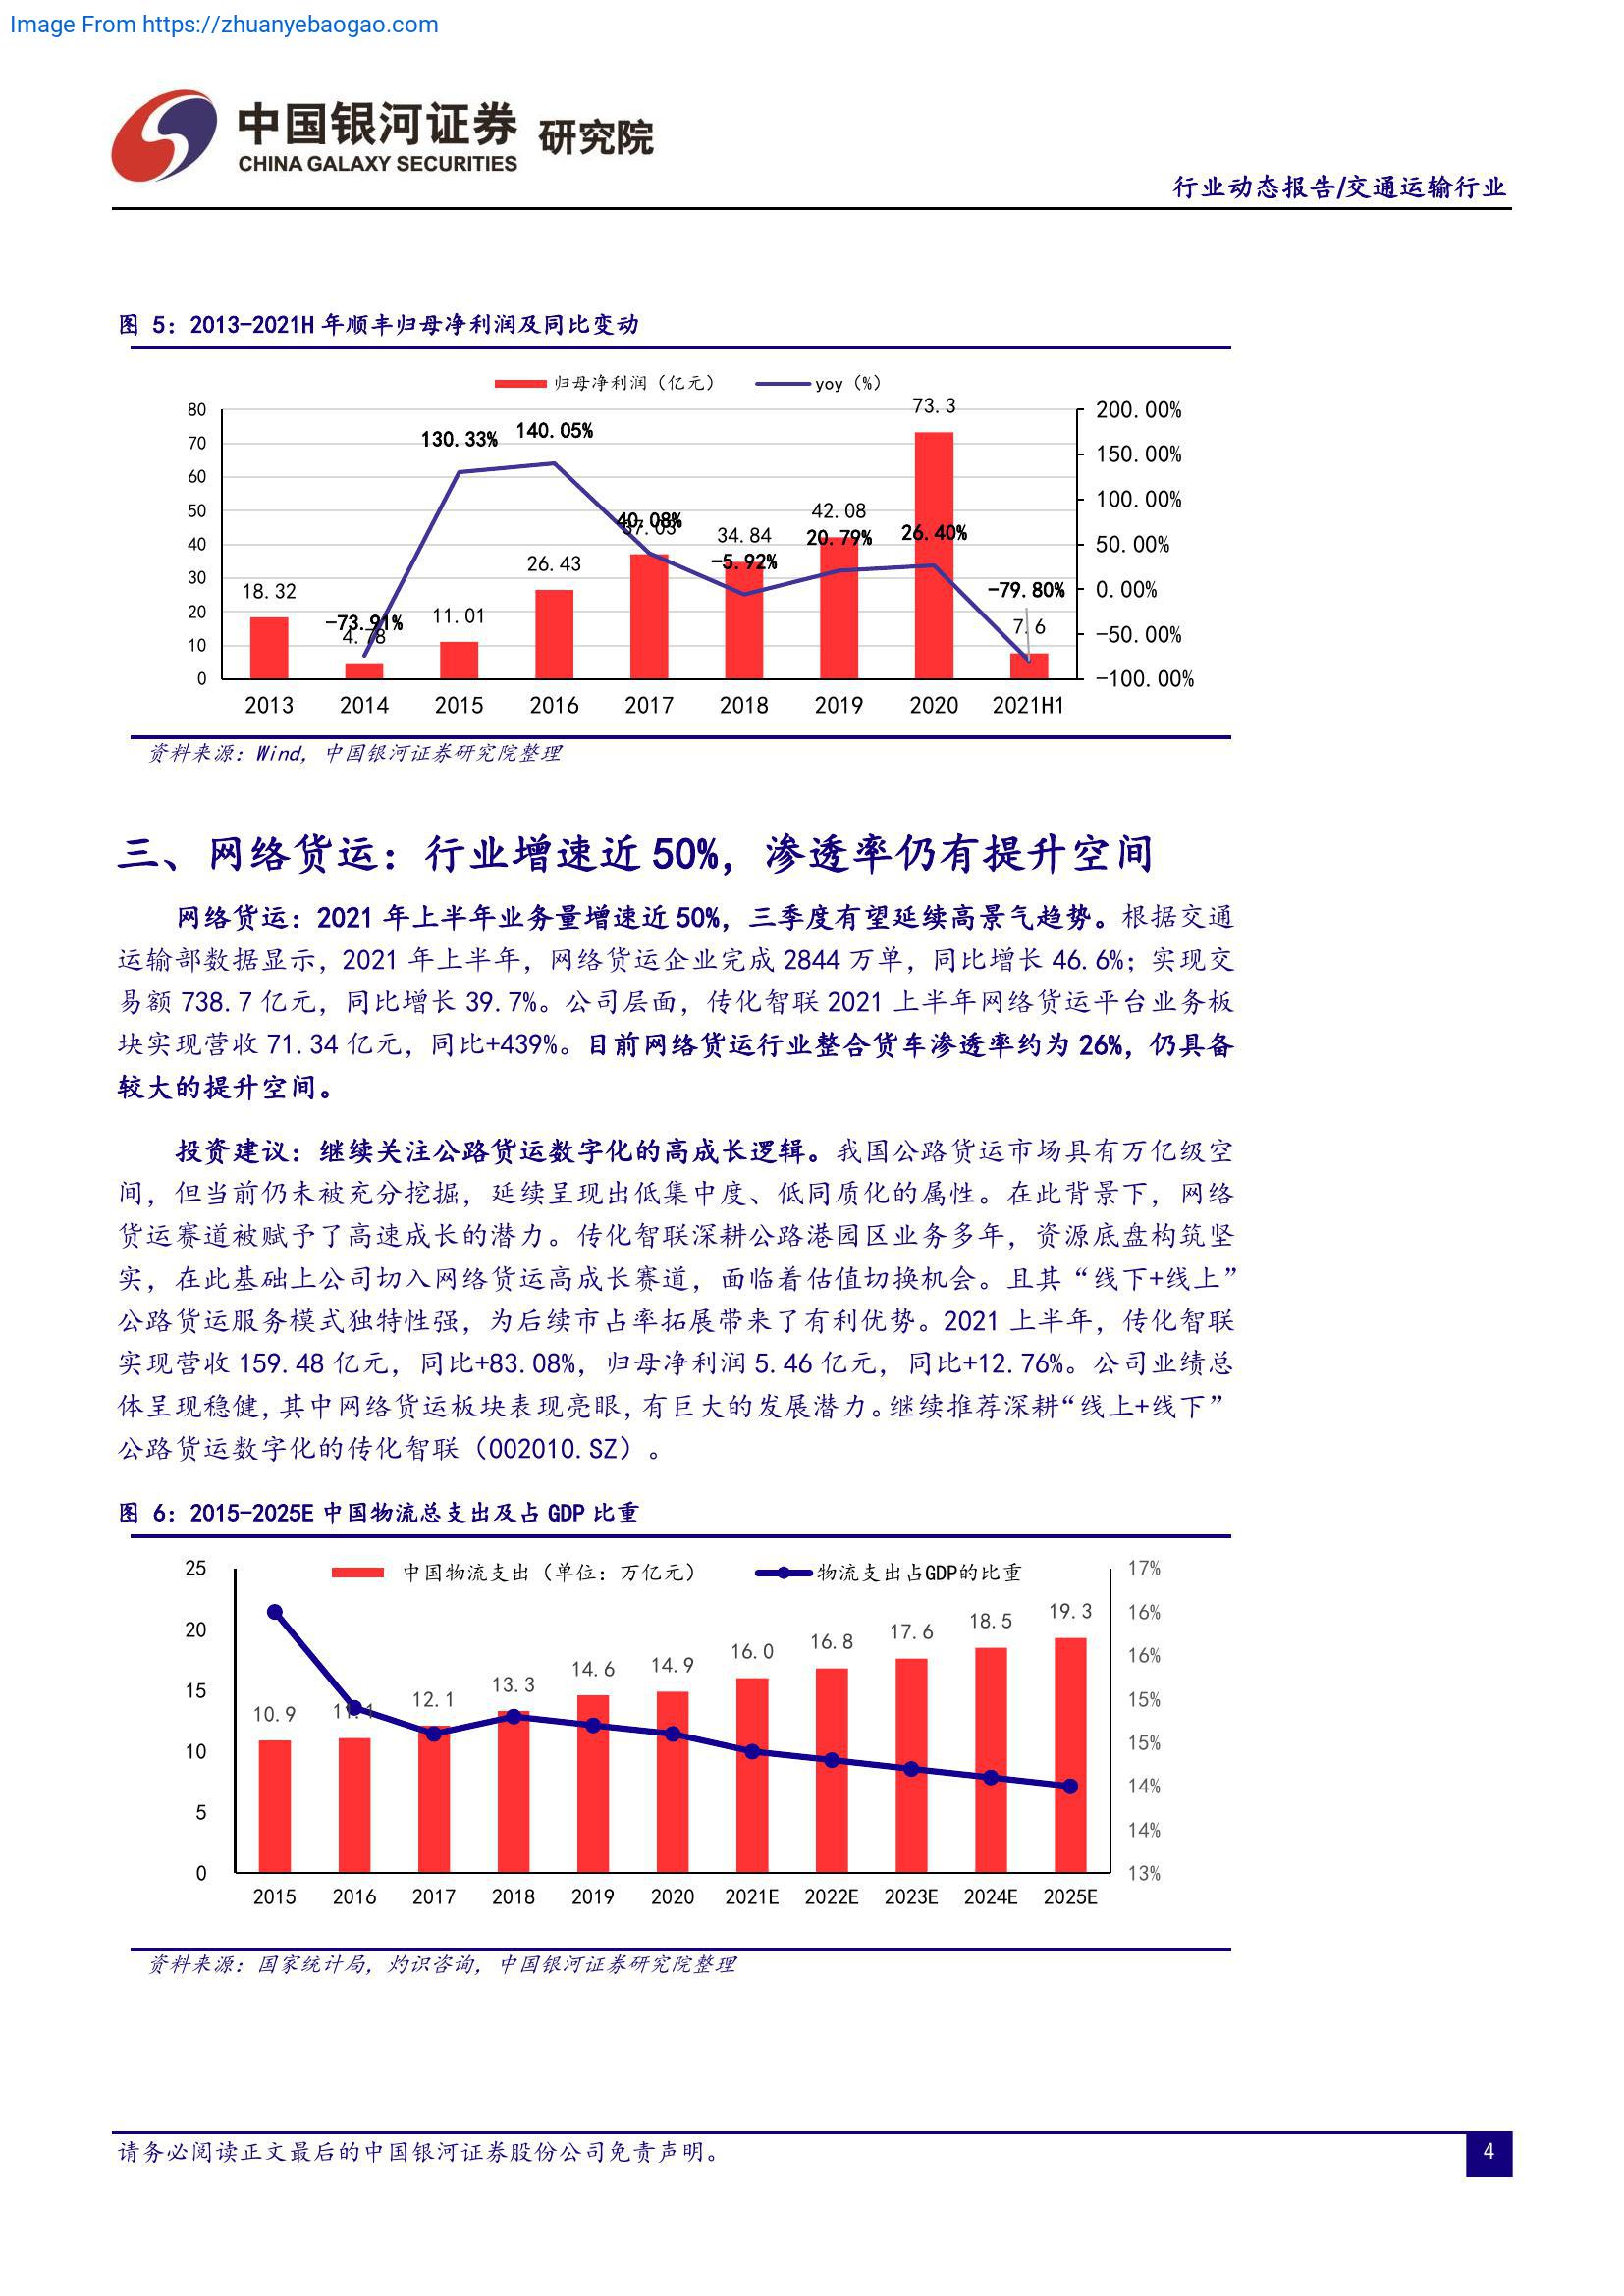 Image From https://zhuanyebaogao.com
中国银河证券 研究院
CHINA GALAXY SECURITIES
行业动态报告/交通运输行业
图 5：2013-2021H 年顺丰归母净利润及同比变动
归母净利润（亿元） yoy（%）
80
70
60
50
40
30
20
10
0
200.00%
150.00%
100.00%
50.00%
0.00%
-50.00%
-100.00%
18.32
4.78
11.01
26.43
37.03
34.84
42.08
73.3
7.6
-73.91%
130.33%
140.05%
40.08%
-5.92%
20.79%
26.40%
-79.80%
2013 2014 2015 2016 2017 2018 2019 2020 2021H1
资料来源：Wind，中国银河证券研究院整理
三、网络货运：行业增速近 50%，渗透率仍有提升空间
网络货运：2021 年上半年业务量增速近 50%，三季度有望延续高景气趋势。根据交通
运输部数据显示，2021 年上半年，网络货运企业完成 2844 万单，同比增长 46.6%；实现交
易额 738.7 亿元，同比增长 39.7%。公司层面，传化智联 2021 上半年网络货运平台业务板
块实现营收 71.34 亿元，同比+439%。目前网络货运行业整合货车渗透率约为 26%，仍具备
较大的提升空间。
投资建议：继续关注公路货运数字化的高成长逻辑。我国公路货运市场具有万亿级空
间，但当前仍未被充分挖掘，延续呈现出低集中度、低同质化的属性。在此背景下，网络
货运赛道被赋予了高速成长的潜力。传化智联深耕公路港园区业务多年，资源底盘构筑坚
实，在此基础上公司切入网络货运高成长赛道，面临着估值切换机会。且其“线下+线上”
公路货运服务模式独特性强，为后续市占率拓展带来了有利优势。2021 上半年，传化智联
实现营收 159.48 亿元，同比+83.08%，归母净利润 5.46 亿元，同比+12.76%。公司业绩总
体呈现稳健，其中网络货运板块表现亮眼，有巨大的发展潜力。继续推荐深耕“线上+线下”
公路货运数字化的传化智联（002010.SZ）。
图 6：2015-2025E 中国物流总支出及占 GDP 比重
中国物流支出（单位：万亿元） 物流支出占GDP的比重
25
20
15
10
5
0
17%
16%
16%
15%
15%
14%
14%
13%
10.9
11.1
12.1
13.3
14.6
14.9
16.0
16.8
17.6
18.5
19.3
2015 2016 2017 2018 2019 2020 2021E 2022E 2023E 2024E 2025E
资料来源：国家统计局，灼识咨询，中国银河证券研究院整理
请务必阅读正文最后的中国银河证券股份公司免责声明。
4